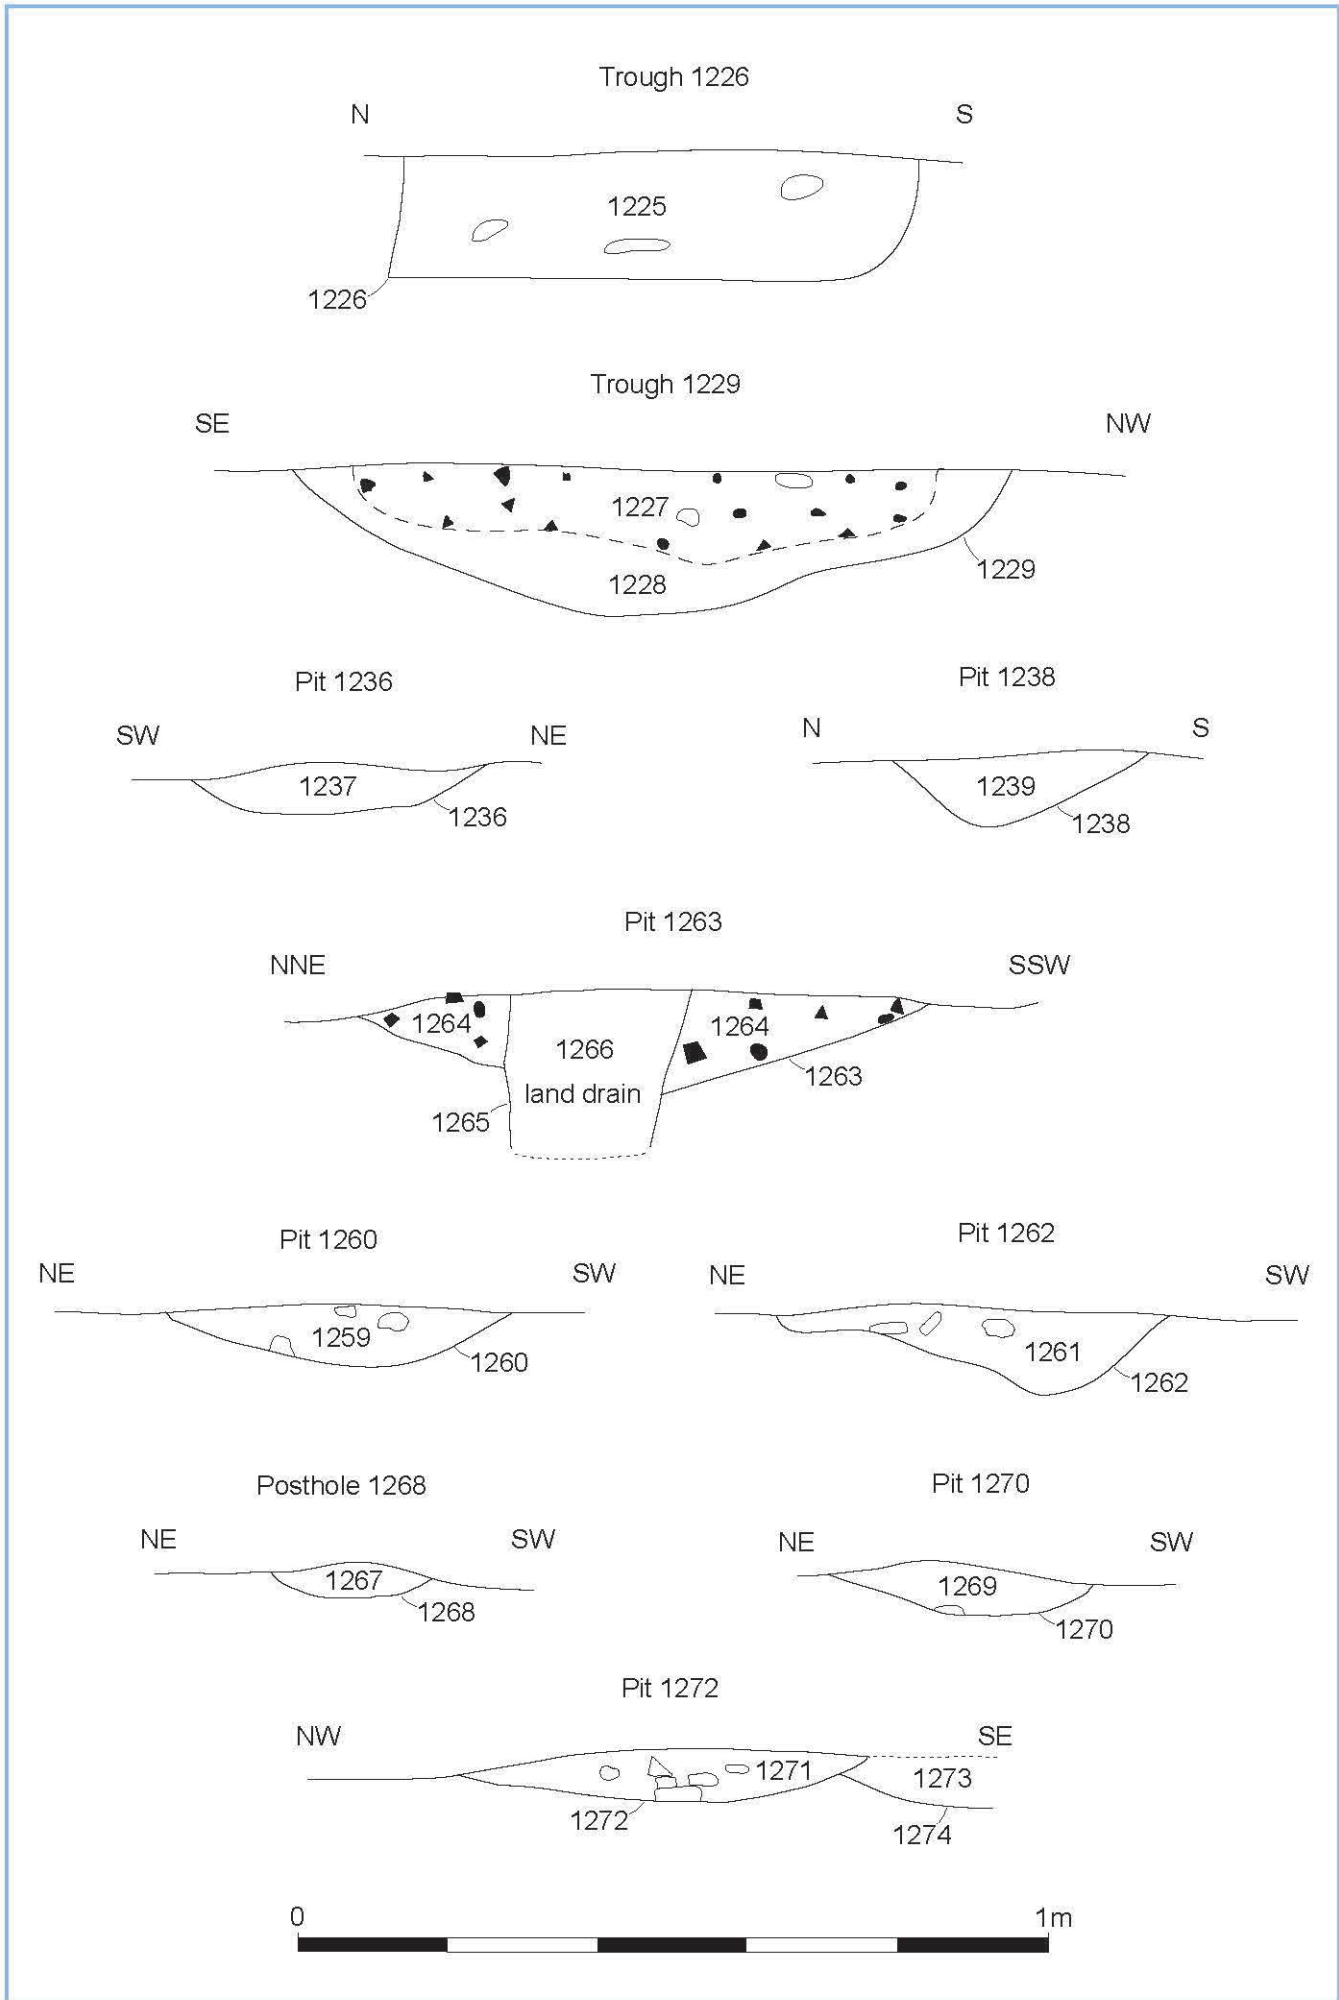 Trough 1226
N
S
1225
1226
Trough 1229
SE
NW
1227
1228
1229
Pit 1236
SW
NE
1237
1236
Pit 1238
N
S
1239
1238
Pit 1263
NNE
SSW
1264
1266
1264
land drain
1263
1265
Pit 1260
NE
SW
1259
1260
Pit 1262
NE
SW
1261
1262
Posthole 1268
NE
SW
1267
1268
Pit 1270
NE
SW
1269
1270
Pit 1272
NW
SE
1271
1273
1272
1274
0
1m